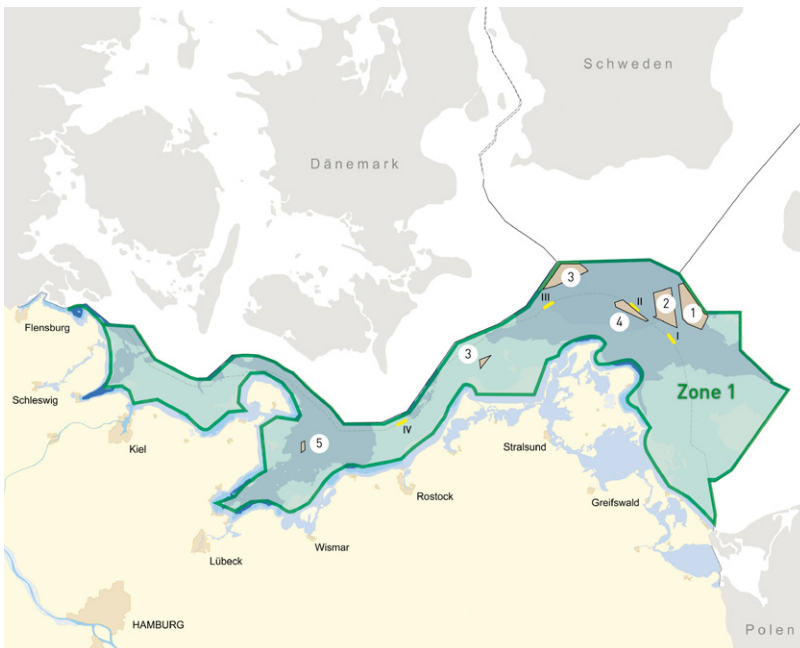 Schweden
Dänemark
3
III
II
2
1
4
I
Flensburg
3
Zone 1
Schleswig
IV
Kiel
5
Stralsund
Rostock
Greifswald
Wismar
Lübeck
HAMBURG
Polen